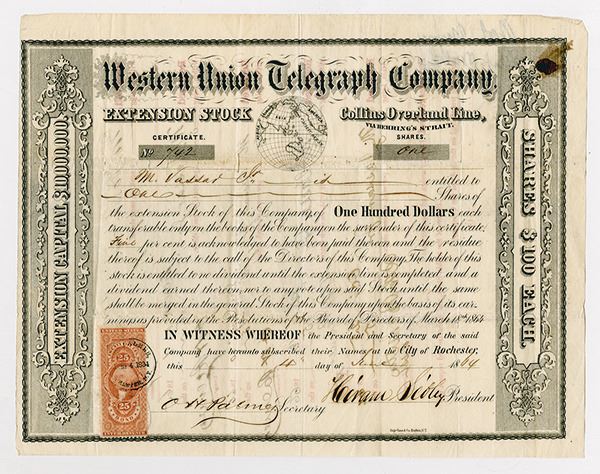 Western Union Telegraph Company.
EXTENSION STOCK
Collins Overland Line,
VIA BEHRING'S STRAIT.
CERTIFICATE.
SHARES.
No 742
One
M. Vassar Jr. is entitled to
One Shares of
the extension Stock of this Company of One Hundred Dollars each
transferable only on the books of the Company on the surrender of this certificate.
Five per cent is acknowledged to have been paid thereon and the residue
thereof is subject to the call of the Directors of this Company. The holder of this
stock is entitled to no dividend until the extension line is completed and a
dividend earned thereon, nor to any vote upon said Stock until the same
shall be merged in the general Stock of this Company upon the basis of its ear-
nings as provided by the Resolutions of the Board of Directors of March 18th 1864
IN WITNESS WHEREOF the President and Secretary of the said
Company have hereunto subscribed their Names at the City of Rochester,
this day of 1864
O H Palmer Secretary
Hiram Sibley President
EXTENSION CAPITAL $10,000,000.
SHARES $100 EACH.
25
25